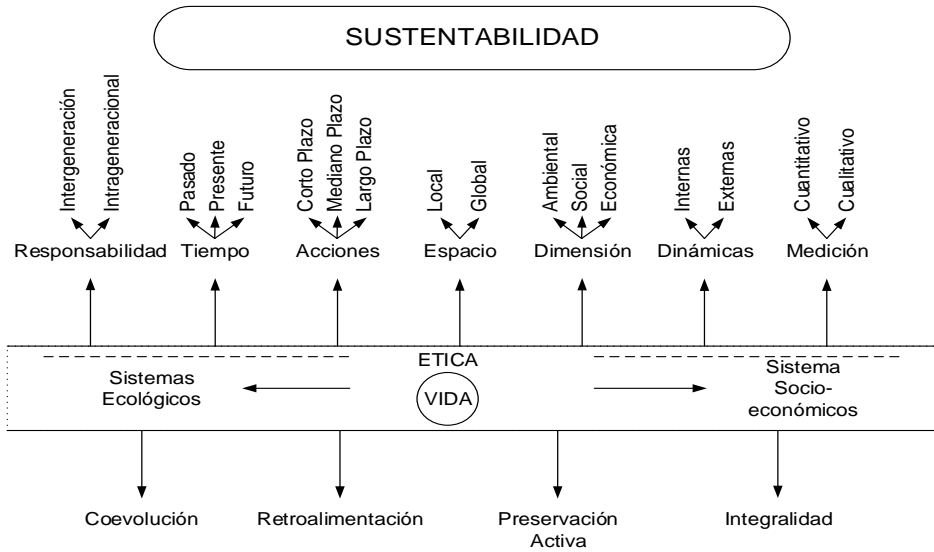 SUSTENTABILIDAD
Intergeneración
Intrageneracional
Pasado
Presente
Futuro
Corto Plazo
Mediano Plazo
Largo Plazo
Local
Global
Ambiental
Social
Económica
Internas
Externas
Cuantitativo
Cualitativo
Responsabilidad
Tiempo
Acciones
Espacio
Dimensión
Dinámicas
Medición
Sistemas
Ecológicos
ETICA
VIDA
Sistema
Socio-
económicos
Coevolución
Retroalimentación
Preservación
Activa
Integralidad